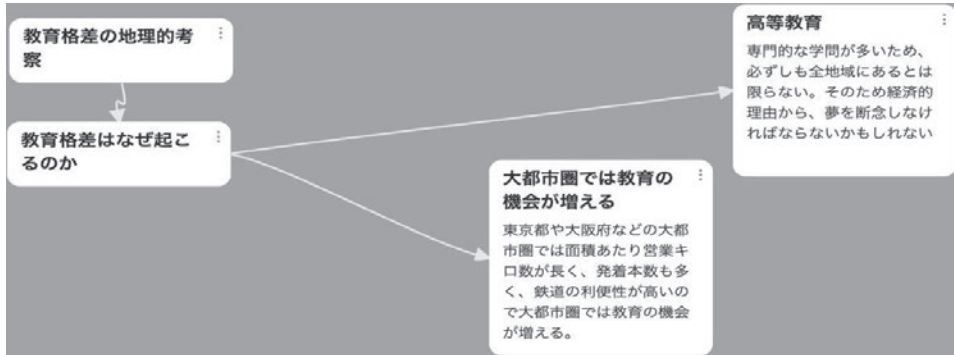 教育格差の地理的考
察
教育格差はなぜ起こ
るのか
高等教育
専門的な学問が多いため、
必ずしも全地域にあるとは
限らない。そのため経済的
理由から、夢を断念しなけ
ればならないかもしれない
大都市圏では教育の
機会が増える
東京都や大阪府などの大都
市圏では面積あたり営業キ
ロ数が長く、発着本数も多
く、鉄道の利便性が高いの
で大都市圏では教育の機会
が増える。